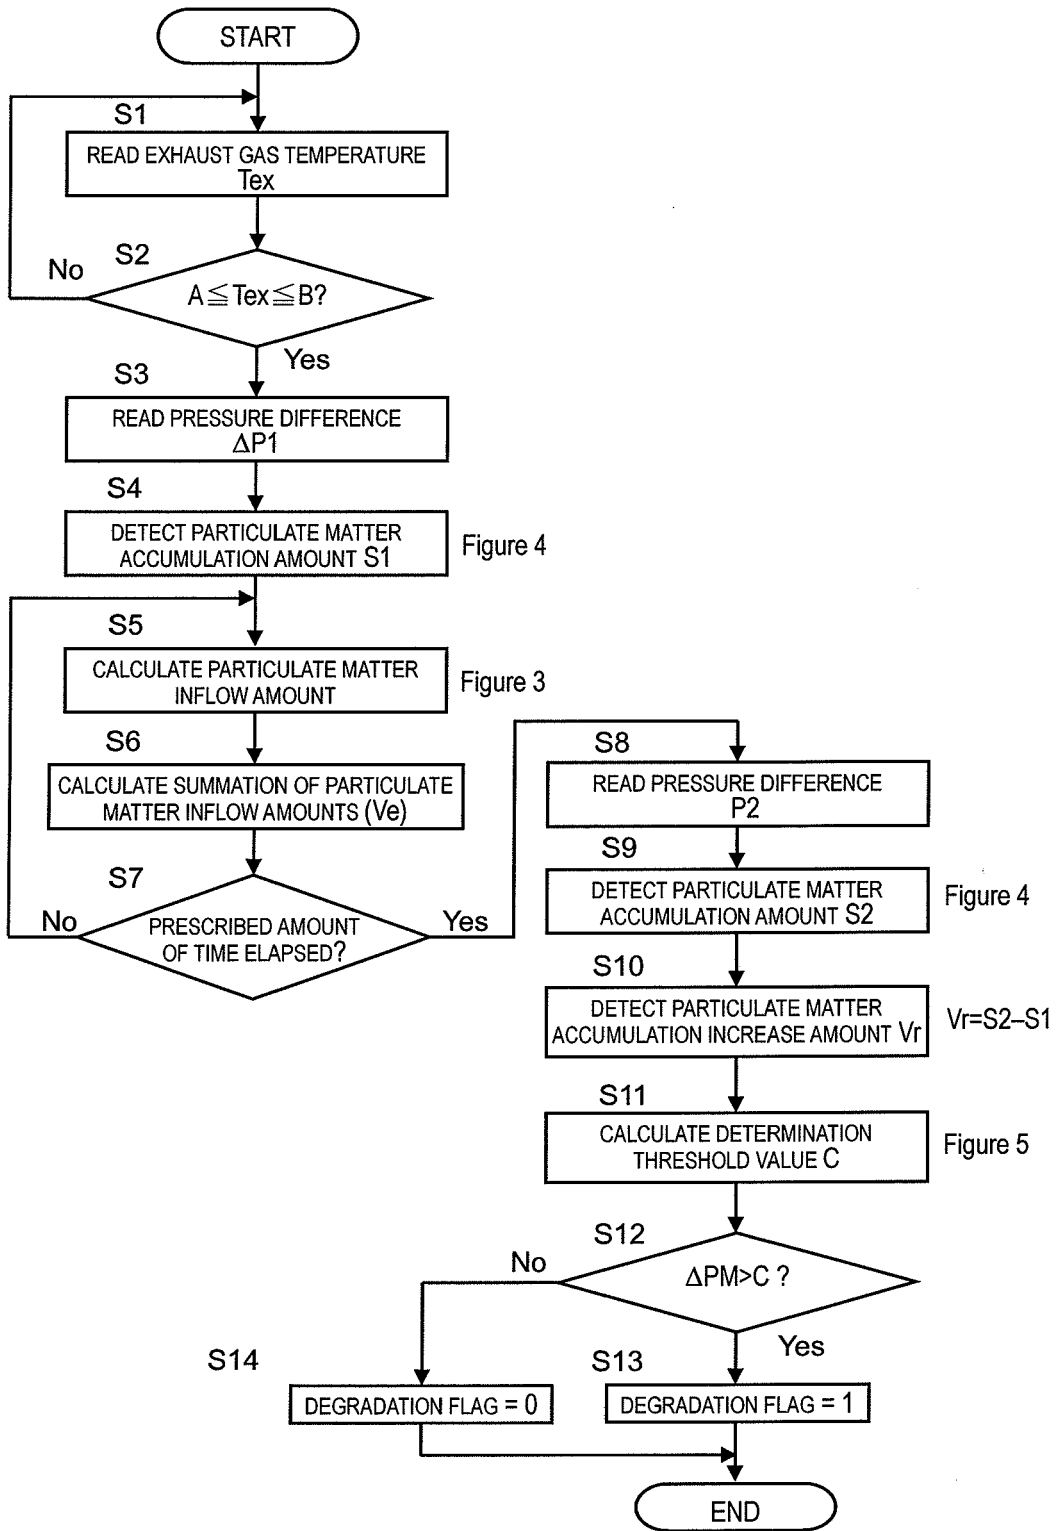 START
S1
READ EXHAUST GAS TEMPERATURE
Tex
S2
No
A≦Tex≦B?
Yes
S3
READ PRESSURE DIFFERENCE
ΔP1
S4
DETECT PARTICULATE MATTER
ACCUMULATION AMOUNT S1
Figure 4
S5
CALCULATE PARTICULATE MATTER
INFLOW AMOUNT
Figure 3
S6
CALCULATE SUMMATION OF PARTICULATE
MATTER INFLOW AMOUNTS (Ve)
S7
No
PRESCRIBED AMOUNT
OF TIME ELAPSED?
Yes
S8
READ PRESSURE DIFFERENCE
P2
S9
DETECT PARTICULATE MATTER
ACCUMULATION AMOUNT S2
Figure 4
S10
DETECT PARTICULATE MATTER
ACCUMULATION INCREASE AMOUNT Vr
Vr=S2–S1
S11
CALCULATE DETERMINATION
THRESHOLD VALUE C
Figure 5
S12
No
ΔPM>C ?
Yes
S14
DEGRADATION FLAG = 0
S13
DEGRADATION FLAG = 1
END